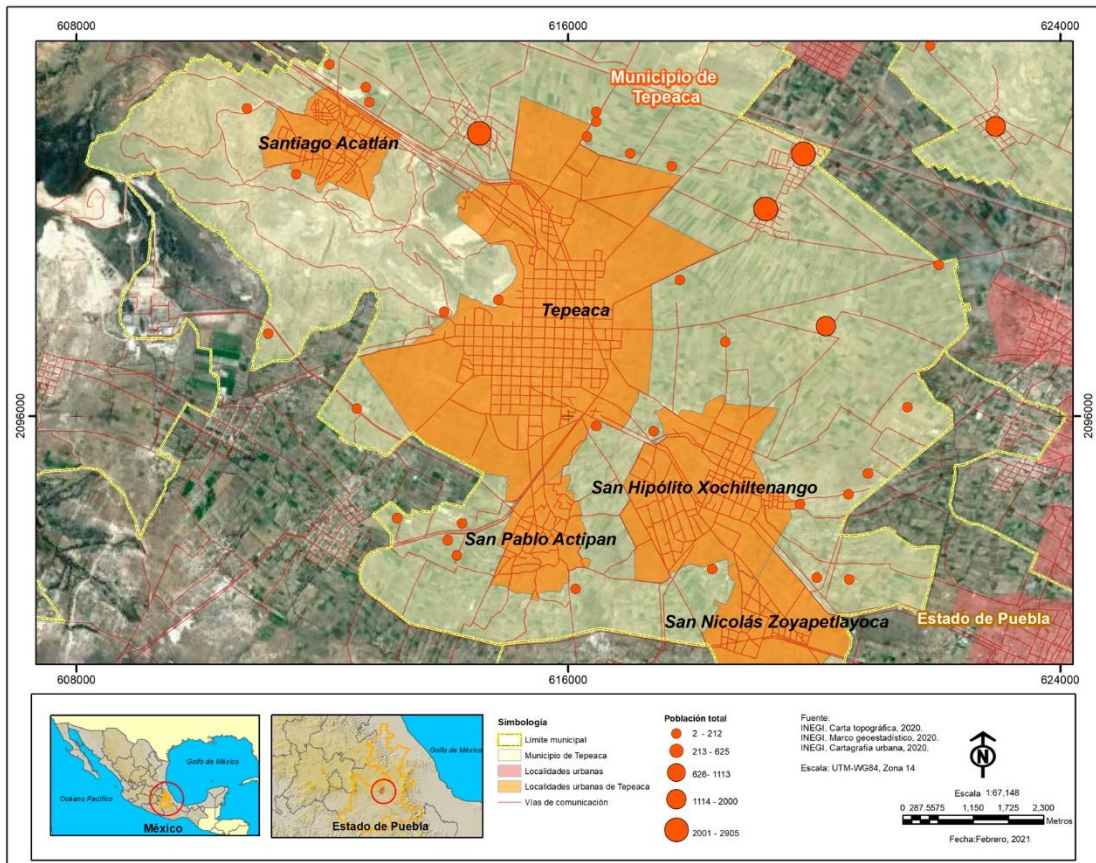 608000
616000
624000
Municipio de
Tepeaca
Santiago Acatlán
Tepeaca
2096000
2096000
San Hipólito Xochiltenango
San Pablo Actipan
San Nicolás Zoyapetlayoca
Estado de Puebla
608000
616000
624000
Golfo de México
Océano Pacífico
México
Golfo de México
Estado de Puebla
Simbología
Límite municipal
Municipio de Tepeaca
Localidades urbanas
Localidades urbanas de Tepeaca
Vías de comunicación
Población total
2 - 212
213 - 625
626- 1113
1114 - 2000
2001 - 2905
Fuente:
INEGI. Carta topográfica, 2020.
INEGI. Marco geoestadístico, 2020.
INEGI. Cartografía urbana, 2020.
Escala: UTM-WG84, Zona 14
N
Escala 1:67,148
0 287.5575 1,150 1,725 2,300
Metros
Fecha:Febrero, 2021